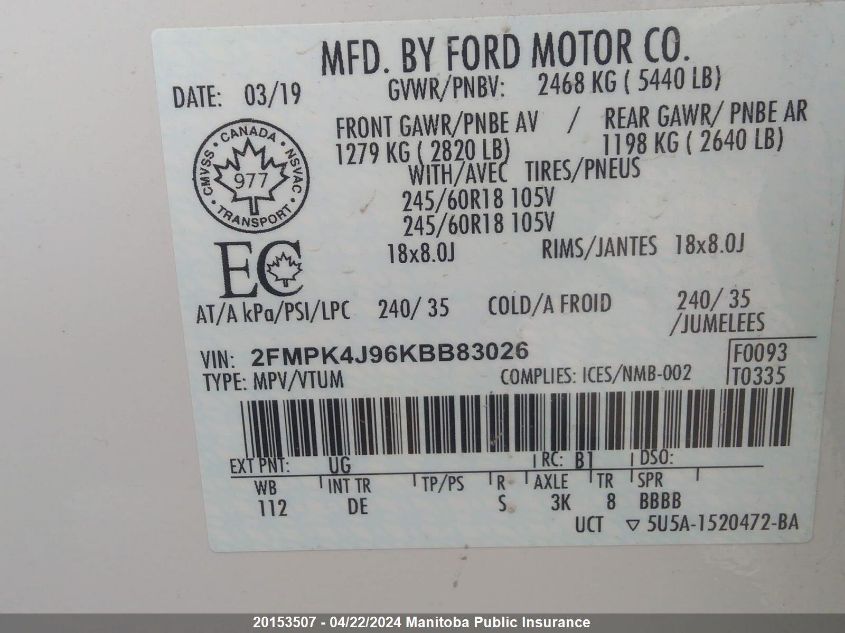 MFD. BY FORD MOTOR CO.
DATE: 03/19 GVWR/PNBV: 2468 KG ( 5440 LB)
FRONT GAWR/PNBE AV / REAR GAWR/ PNBE AR
1279 KG ( 2820 LB) 1198 KG ( 2640 LB)
WITH/AVEC TIRES/PNEUS
245/60R18 105V
245/60R18 105V
18x8.0J RIMS/JANTES 18x8.0J
CANADA
CMVSS NSVAC
977
TRANSPORT
EC
AT/A kPa/PSI/LPC 240/ 35 COLD/A FROID 240/ 35
/JUMELEES
VIN: 2FMPK4J96KBB83026 F0093
TYPE: MPV/VTUM COMPLIES: ICES/NMB-002 T0335
EXT PNT: UG RC: B1 DSO:
WB INT TR TP/PS R AXLE TR SPR
112 DE S 3K 8 BBBB
UCT ▽ 5U5A-1520472-BA
20153507 - 04/22/2024 Manitoba Public Insurance